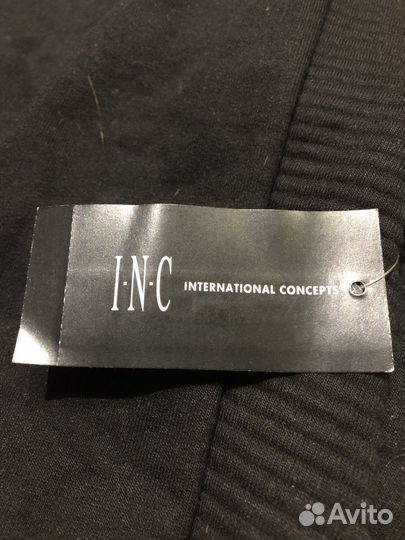 I·N·C INTERNATIONAL CONCEPTS
Avito